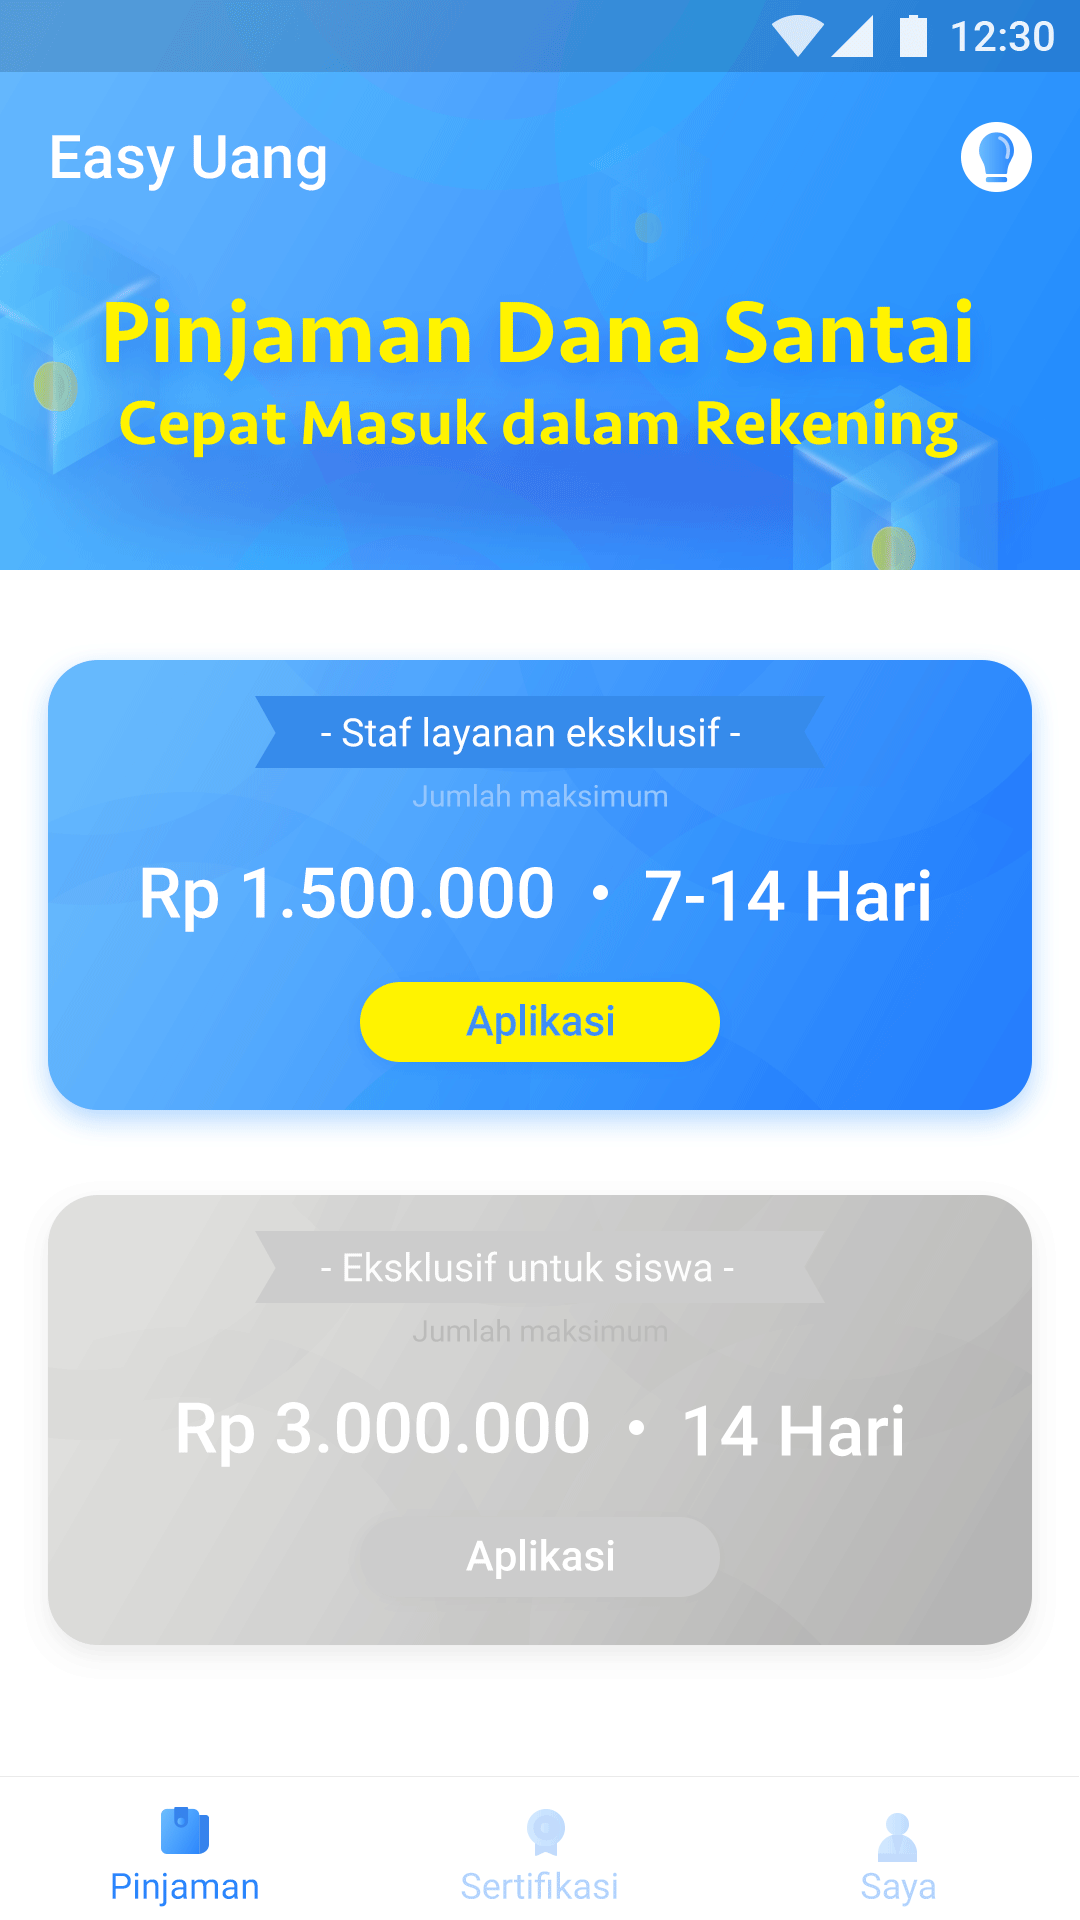 12:30
Easy Uang
Pinjaman Dana Santai
Cepat Masuk dalam Rekening
- Staf layanan eksklusif -
Jumlah maksimum
Rp 1.500.000 • 7-14 Hari
Aplikasi
- Eksklusif untuk siswa -
Jumlah maksimum
Rp 3.000.000 • 14 Hari
Aplikasi
Pinjaman Sertifikasi Saya